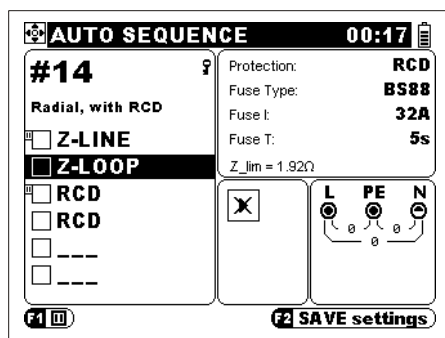 AUTO SEQUENCE 00:17
#14
Radial, with RCD
Z-LINE
Z-LOOP
RCD
RCD
___
___
Protection: RCD
Fuse Type: BS88
Fuse I: 32A
Fuse T: 5s
Z_lim = 1.92Ω
L PE N
0 0
0
F1 F2 SAVE settings